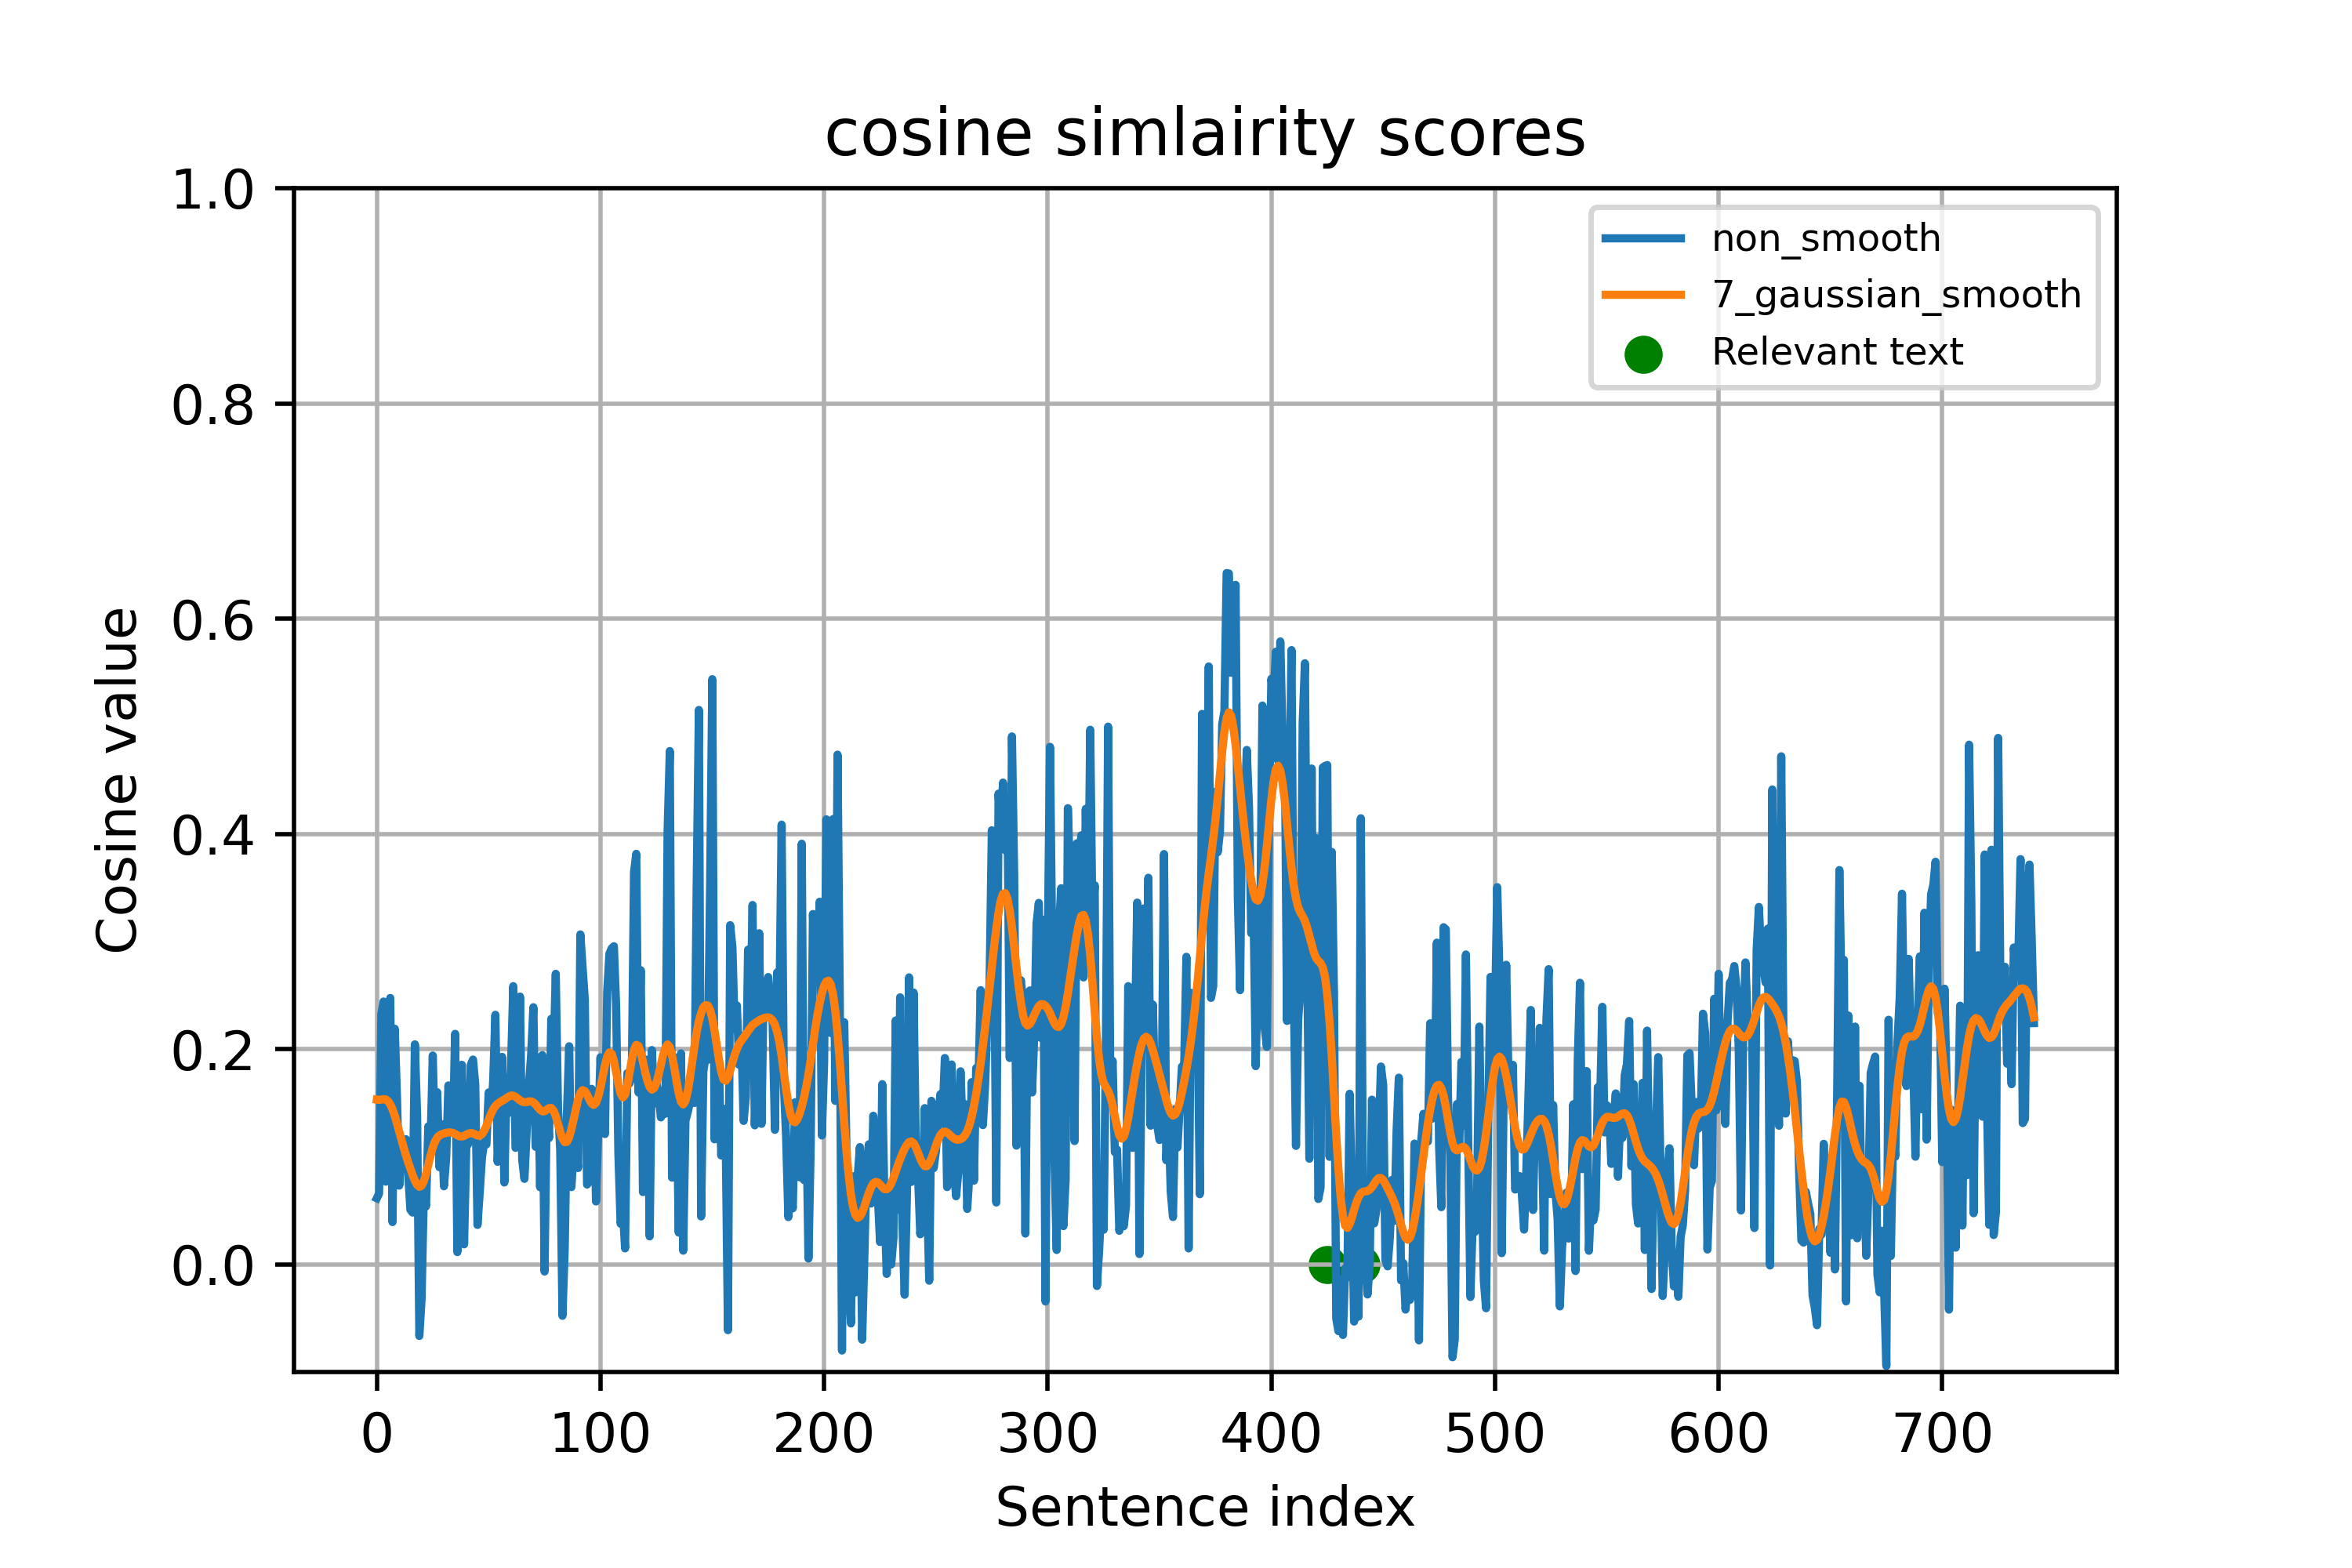 cosine simlairity scores
1.0
0.8
0.6
0.4
0.2
0.0
Cosine value
non_smooth
7_gaussian_smooth
Relevant text
0 100 200 300 400 500 600 700
Sentence index